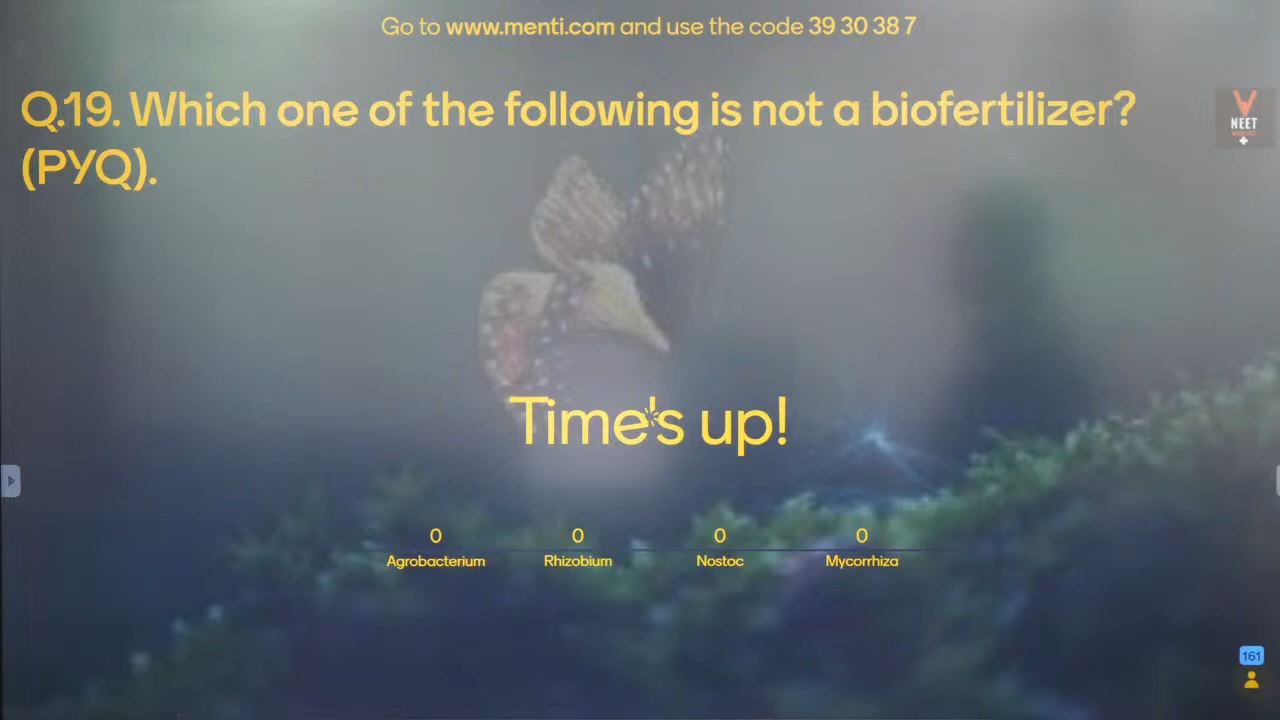 Go to www.menti.com and use the code 39 30 38 7
Q.19. Which one of the following is not a biofertilizer?
(PYQ).
NEET
Time's up!
0 0 0 0
Agrobacterium Rhizobium Nostoc Mycorrhiza
161